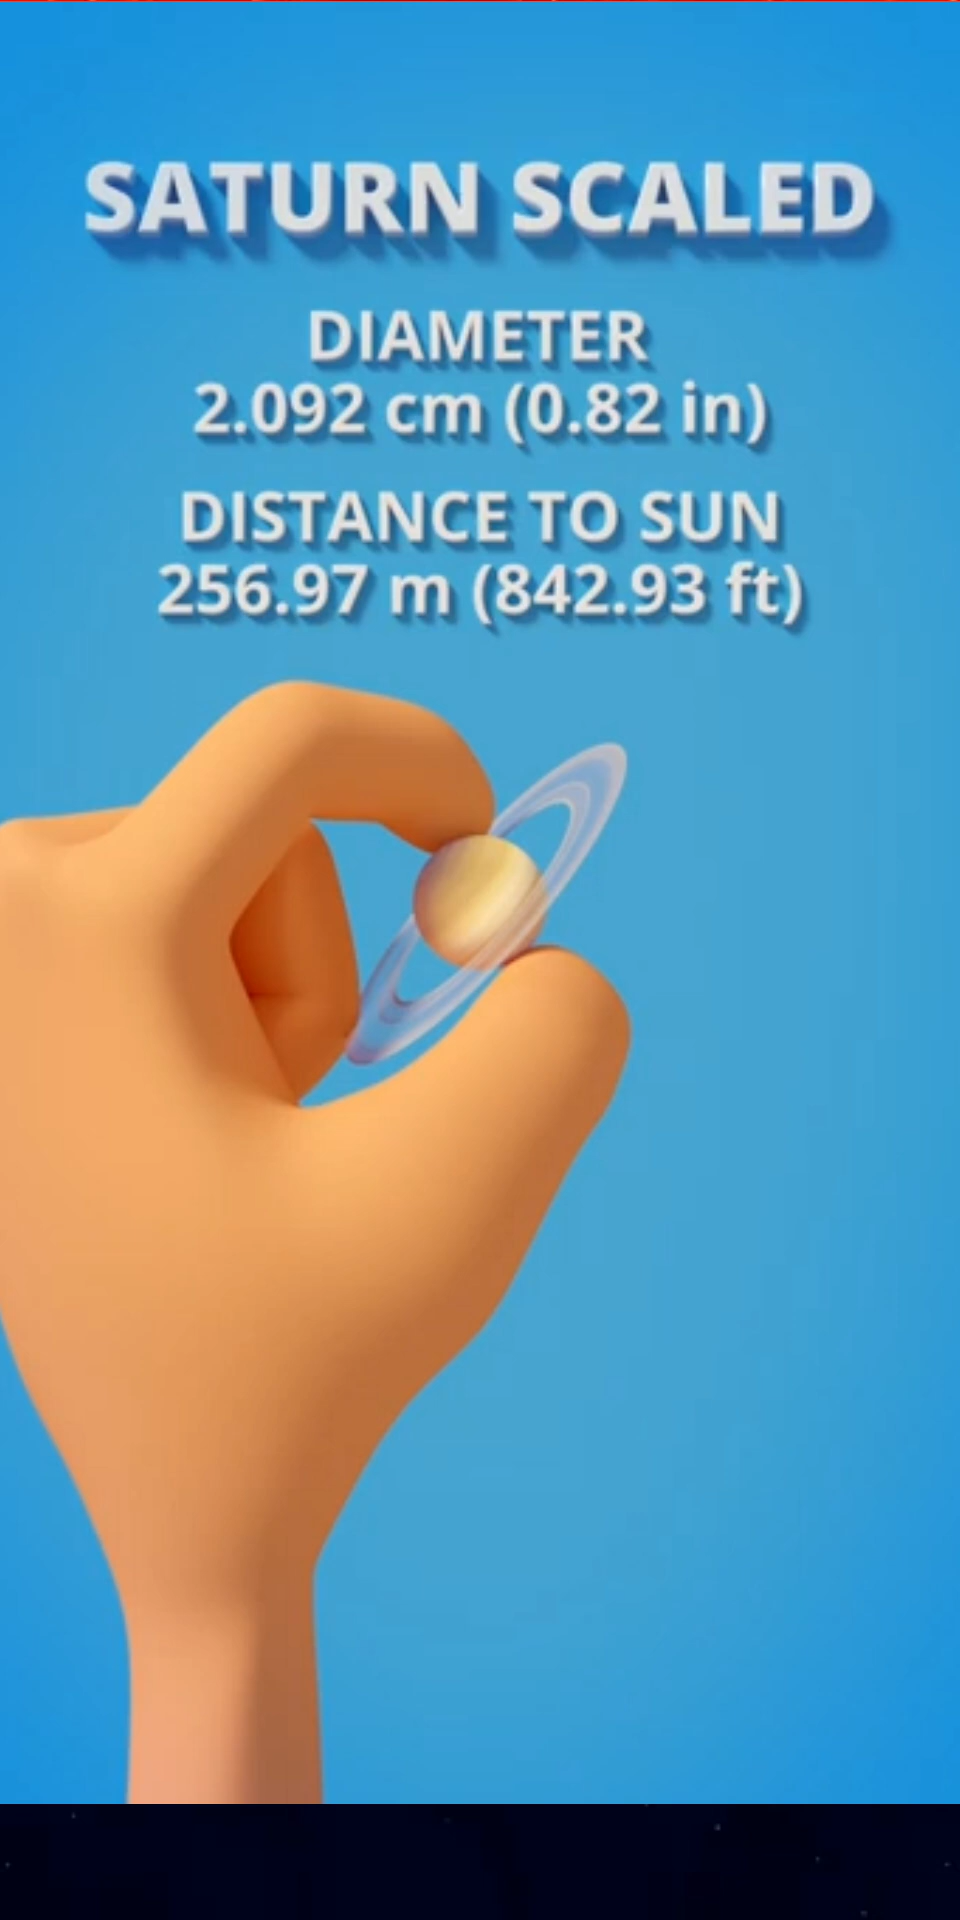 SATURN SCALED
DIAMETER
2.092 cm (0.82 in)
DISTANCE TO SUN
256.97 m (842.93 ft)